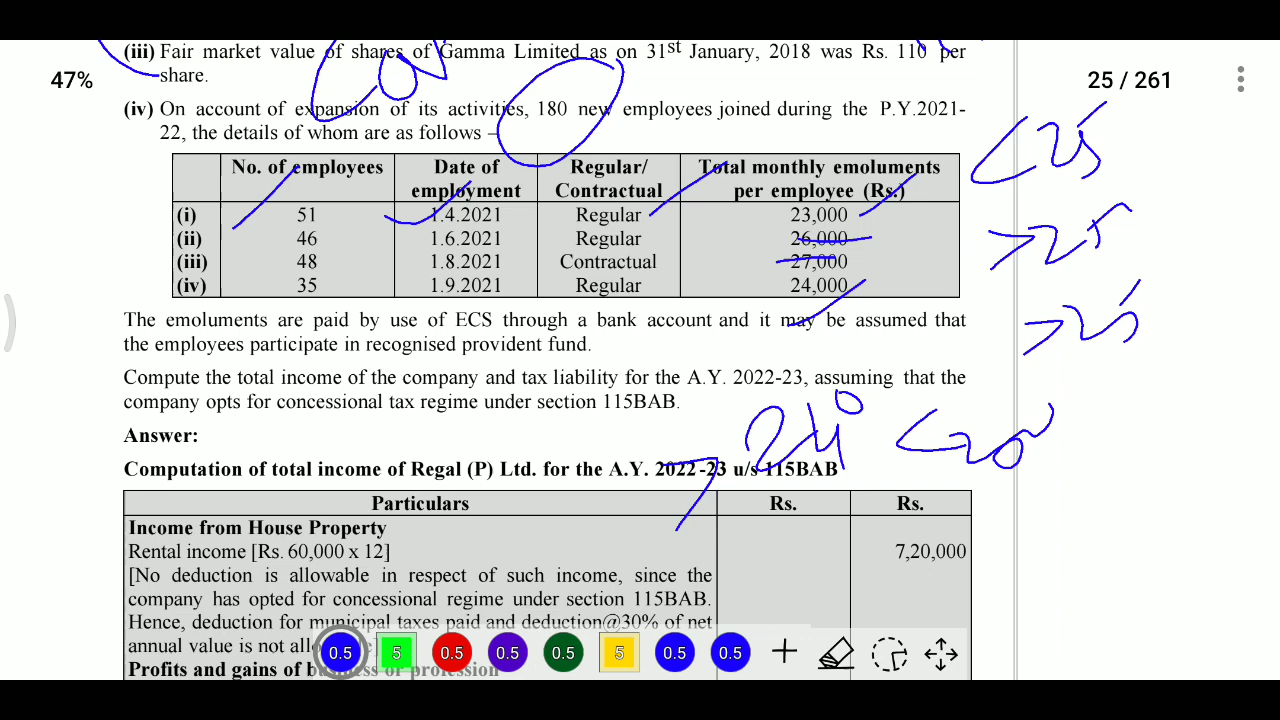 (iii) Fair market value of shares of Gamma Limited as on 31st January, 2018 was Rs. 110 per
share.
47%
25 / 261
(iv) On account of expansion of its activities, 180 new employees joined during the P.Y.2021-
22, the details of whom are as follows –
No. of employees Date of employment Regular/ Contractual Total monthly emoluments per employee (Rs.)
(i) 51 1.4.2021 Regular 23,000
(ii) 46 1.6.2021 Regular 26,000
(iii) 48 1.8.2021 Contractual 27,000
(iv) 35 1.9.2021 Regular 24,000
<25
>25
>25
The emoluments are paid by use of ECS through a bank account and it may be assumed that
the employees participate in recognised provident fund.
Compute the total income of the company and tax liability for the A.Y. 2022-23, assuming that the
company opts for concessional tax regime under section 115BAB.
240
Answer:
Computation of total income of Regal (P) Ltd. for the A.Y. 2022-23 u/s 115BAB
Particulars Rs. Rs.
Income from House Property
Rental income [Rs. 60,000 x 12] 7,20,000
[No deduction is allowable in respect of such income, since the
company has opted for concessional regime under section 115BAB.
Hence, deduction for municipal taxes paid and deduction@30% of net
annual value is not
Profits and gains of business or profession
0.5 5 0.5 0.5 0.5 5 0.5 0.5